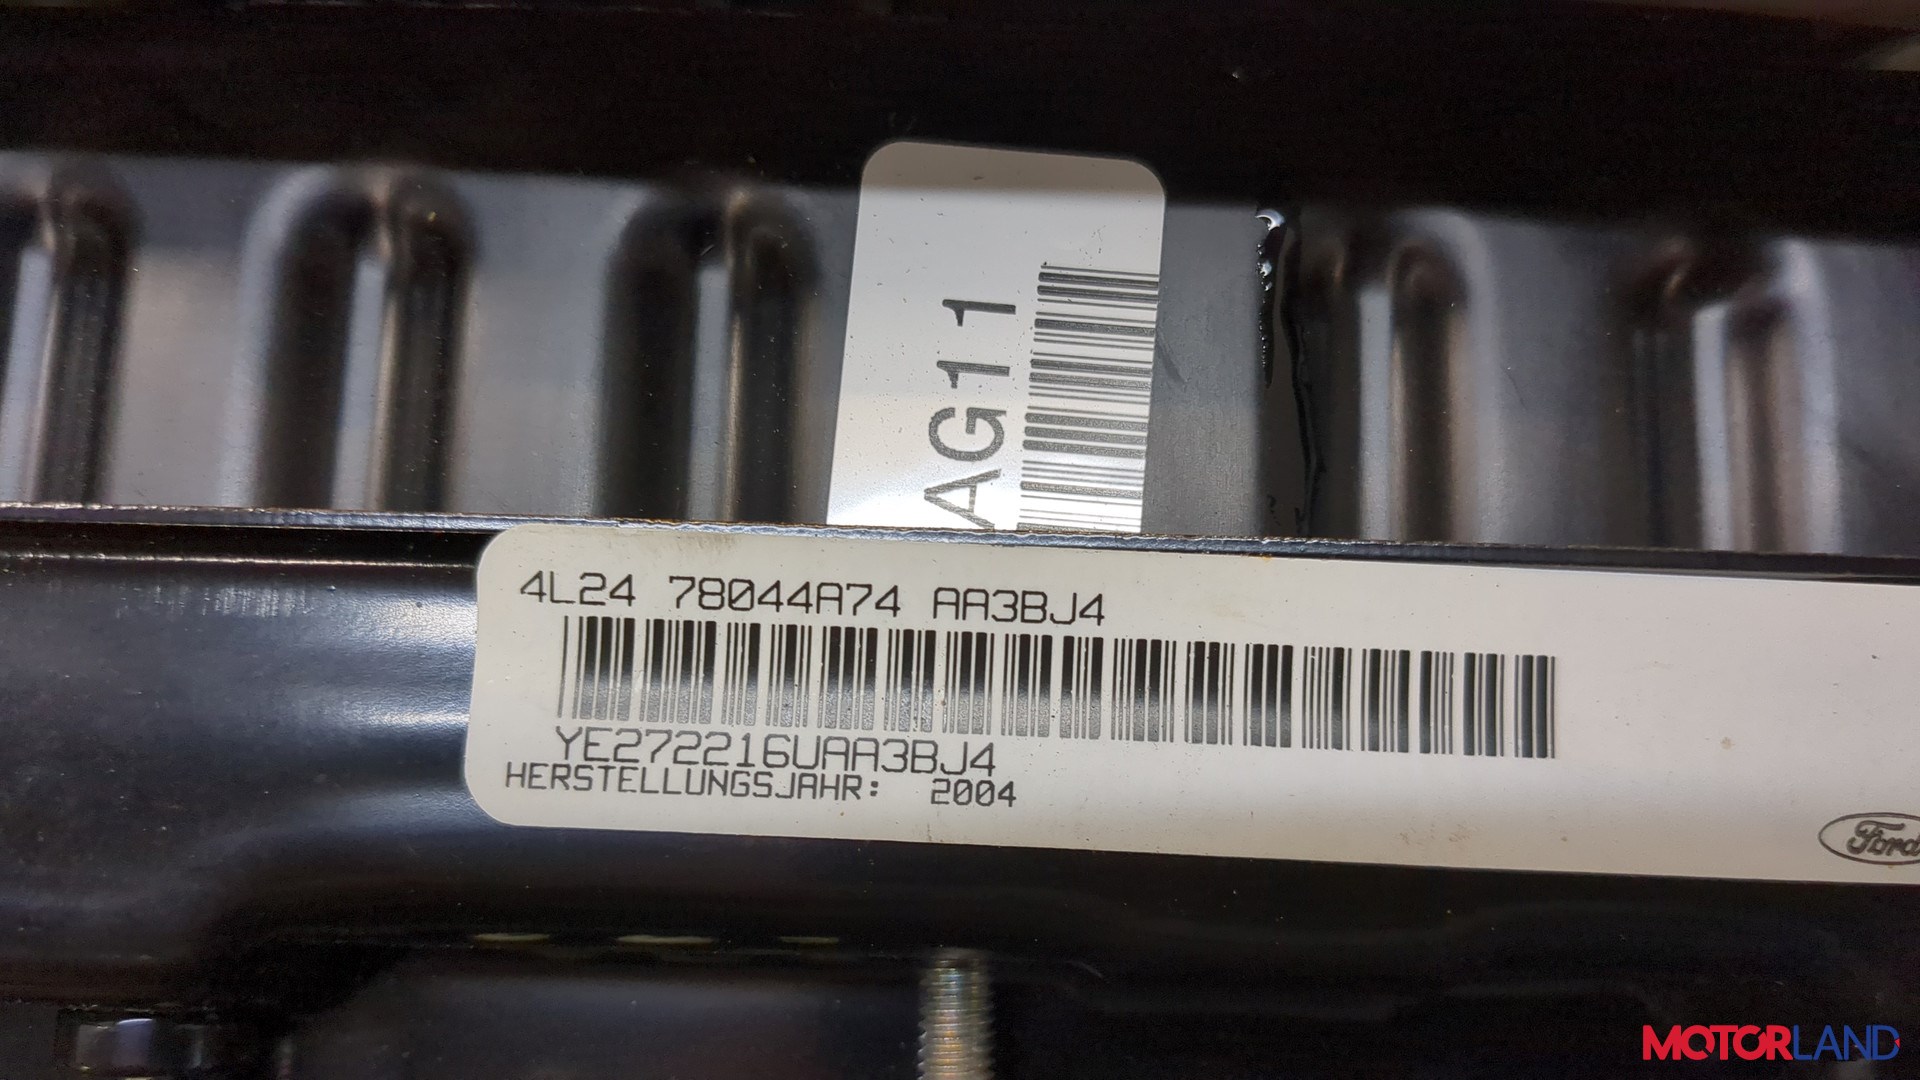 AG11
4L24 78044A74 AA3BJ4
YE272216UAA3BJ4
HERSTELLUNGSJAHR: 2004
Ford
MOTORLAND